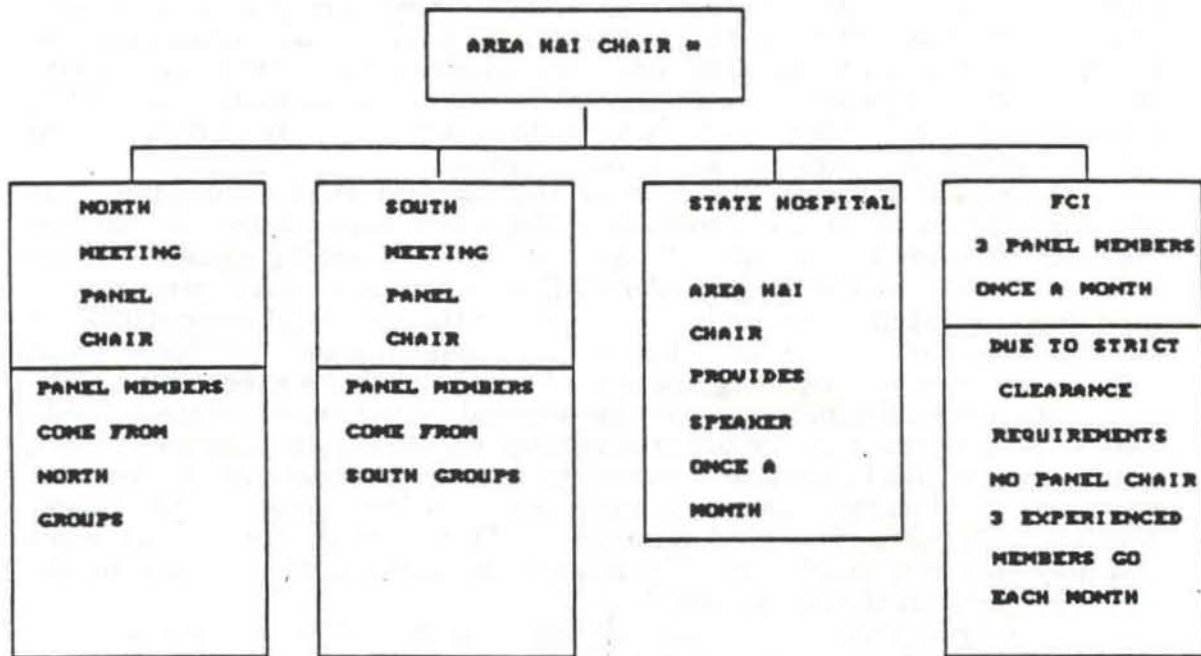 AREA H&I CHAIR *
NORTH
MEETING
PANEL
CHAIR
PANEL MEMBERS
COME FROM
NORTH
GROUPS
SOUTH
MEETING
PANEL
CHAIR
PANEL MEMBERS
COME FROM
SOUTH GROUPS
STATE HOSPITAL
AREA H&I
CHAIR
PROVIDES
SPEAKER
ONCE A
MONTH
FCI
3 PANEL MEMBERS
ONCE A MONTH
DUE TO STRICT
CLEARANCE
REQUIREMENTS
NO PANEL CHAIR
3 EXPERIENCED
MEMBERS GO
EACH MONTH